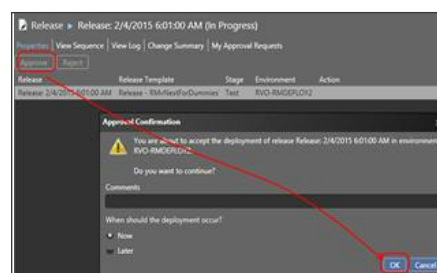 Release ▸ Release: 2/4/2015 6:01:00 AM (In Progress)
Properties | View Sequence | View Log | Change Summary | My Approval Requests
Approve Reject
Release Release Template Stage Environment Action
Release: 2/4/2015 6:01:00 AM Release - RMvNextForDummies Test RVO-RMDEPLOY2
Approval Confirmation
You are about to accept the deployment of release Release: 2/4/2015 6:01:00 AM in environment
RVO-RMDEPLOY2.
Do you want to continue?
Comments
When should the deployment occur?
Now
Later
OK Cancel